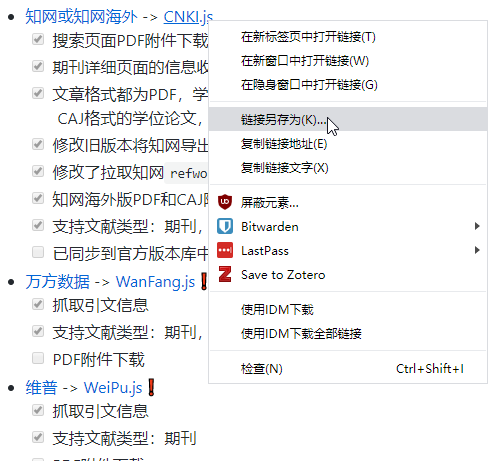 知网或知网海外 -> CNKI.js
搜索页面PDF附件下载
期刊详细页面的信息收
文章格式都为PDF，学
CAJ格式的学位论文，
修改旧版本将知网导出
修改了拉取知网 refwo
知网海外版PDF和CAJ
支持文献类型：期刊，
已同步到官方版本库中
万方数据 -> WanFang.js❗
抓取引文信息
支持文献类型：期刊，
PDF附件下载
维普 -> WeiPu.js❗
抓取引文信息
支持文献类型：期刊
在新标签页中打开链接(T)
在新窗口中打开链接(W)
在隐身窗口中打开链接(G)
链接另存为(K)...
复制链接地址(E)
复制链接文字(X)
屏蔽元素...
Bitwarden
LastPass
Save to Zotero
使用IDM下载
使用IDM下载全部链接
检查(N) Ctrl+Shift+I